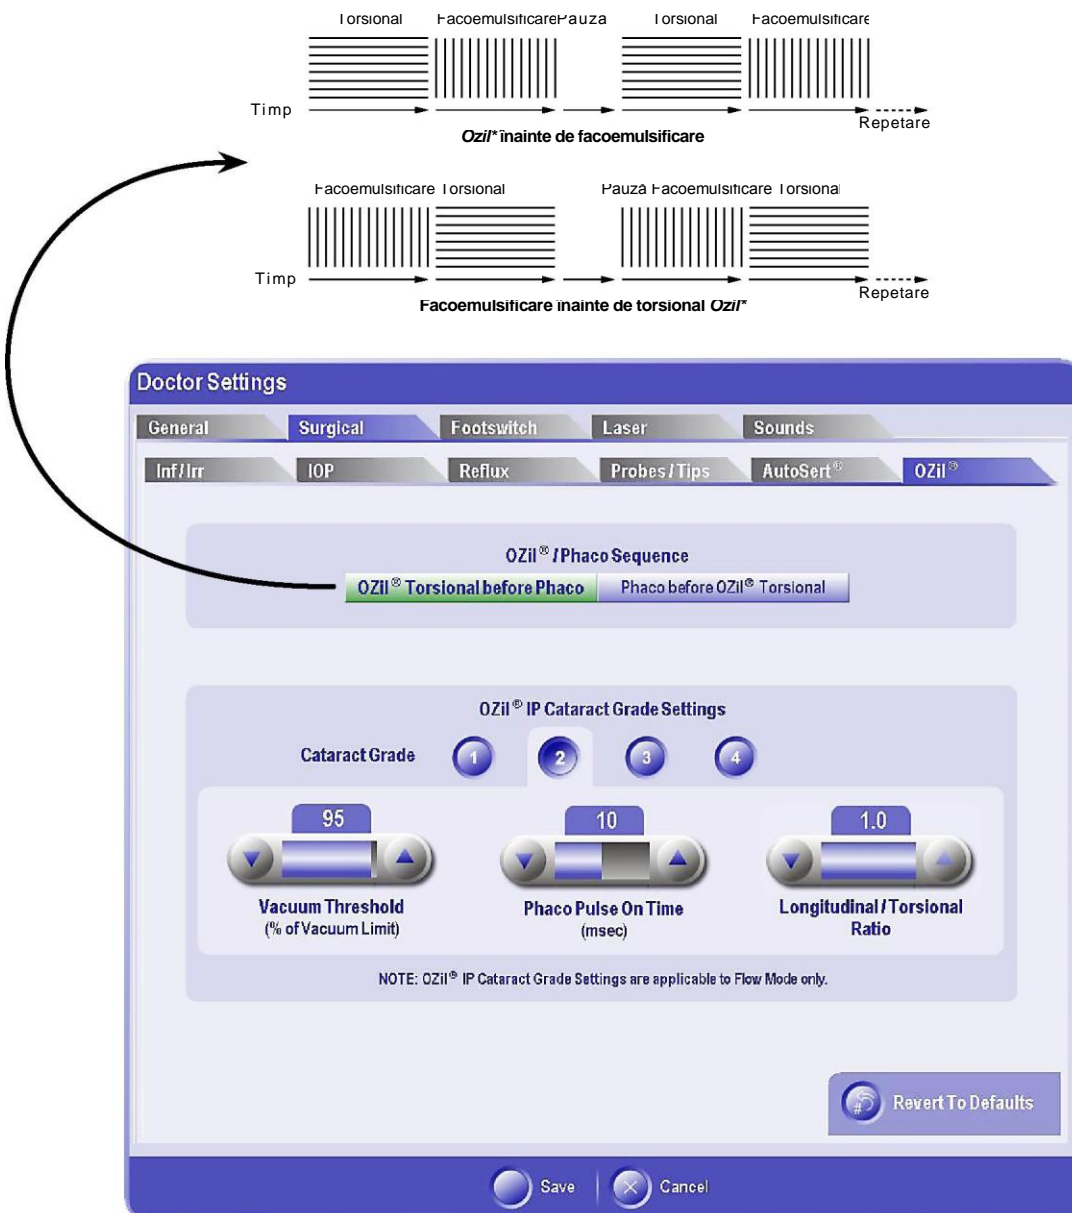 Torsional Facoemulsificare Pauza Torsional Facoemulsificare
Timp
Repetare
Ozil* înainte de facoemulsificare
Facoemulsificare Torsional Pauză Facoemulsificare Torsional
Timp
Repetare
Facoemulsificare înainte de torsional Ozil*
Doctor Settings
General Surgical Footswitch Laser Sounds
Inf/Irr IOP Reflux Probes/Tips AutoSert® OZil®
OZil® / Phaco Sequence
OZil® Torsional before Phaco Phaco before OZil® Torsional
OZil® IP Cataract Grade Settings
Cataract Grade 1 2 3 4
95 10 1.0
Vacuum Threshold Phaco Pulse On Time Longitudinal / Torsional
(% of Vacuum Limit) (msec) Ratio
NOTE: OZil® IP Cataract Grade Settings are applicable to Flow Mode only.
# Revert To Defaults
Save Cancel